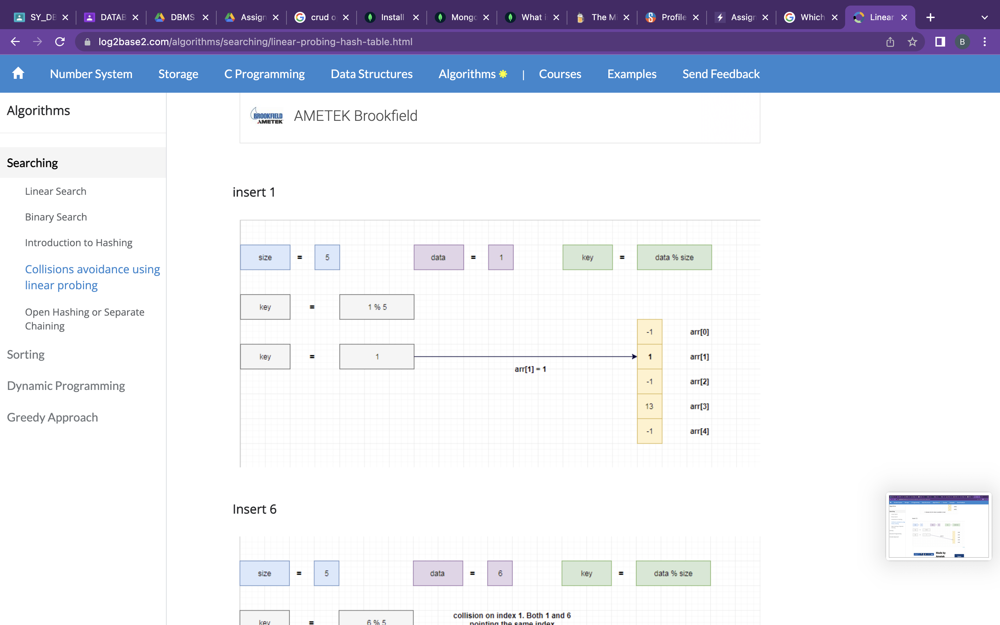 SY_DB
DATAB
DBMS
Assign
crud o
Install
Mongo
What i
The Mi
Profile
Assign
Which
Linear
log2base2.com/algorithms/searching/linear-probing-hash-table.html
B
Number System
Storage
C Programming
Data Structures
Algorithms
|
Courses
Examples
Send Feedback
Algorithms
Searching
Linear Search
Binary Search
Introduction to Hashing
Collisions avoidance using
linear probing
Open Hashing or Separate
Chaining
Sorting
Dynamic Programming
Greedy Approach
BROOKFIELD
AMETEK
AMETEK Brookfield
insert 1
size = 5 data = 1 key = data % size
key = 1 % 5
-1 arr[0]
key = 1 1 arr[1]
arr[1] = 1
-1 arr[2]
13 arr[3]
-1 arr[4]
Insert 6
size = 5 data = 6 key = data % size
collision on index 1. Both 1 and 6
key = 6 % 5 pointing the same index
Made by
Ametek